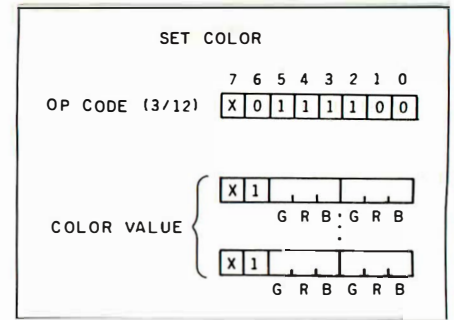 SET COLOR
7 6 5 4 3 2 1 0
OP CODE (3/12) X 0 1 1 1 1 0 0
X 1
G R B G R B
COLOR VALUE
X 1
G R B G R B